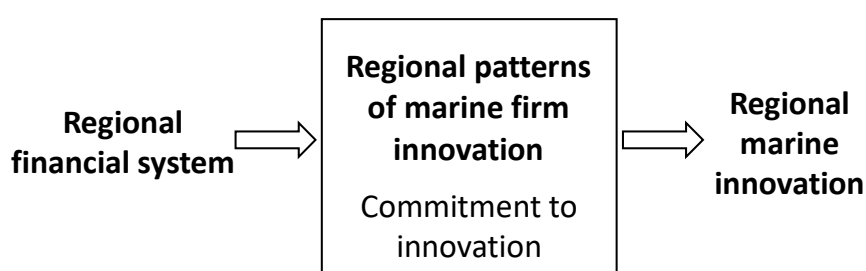 Regional
financial system
Regional patterns
of marine firm
innovation
Commitment to
innovation
Regional
marine
innovation